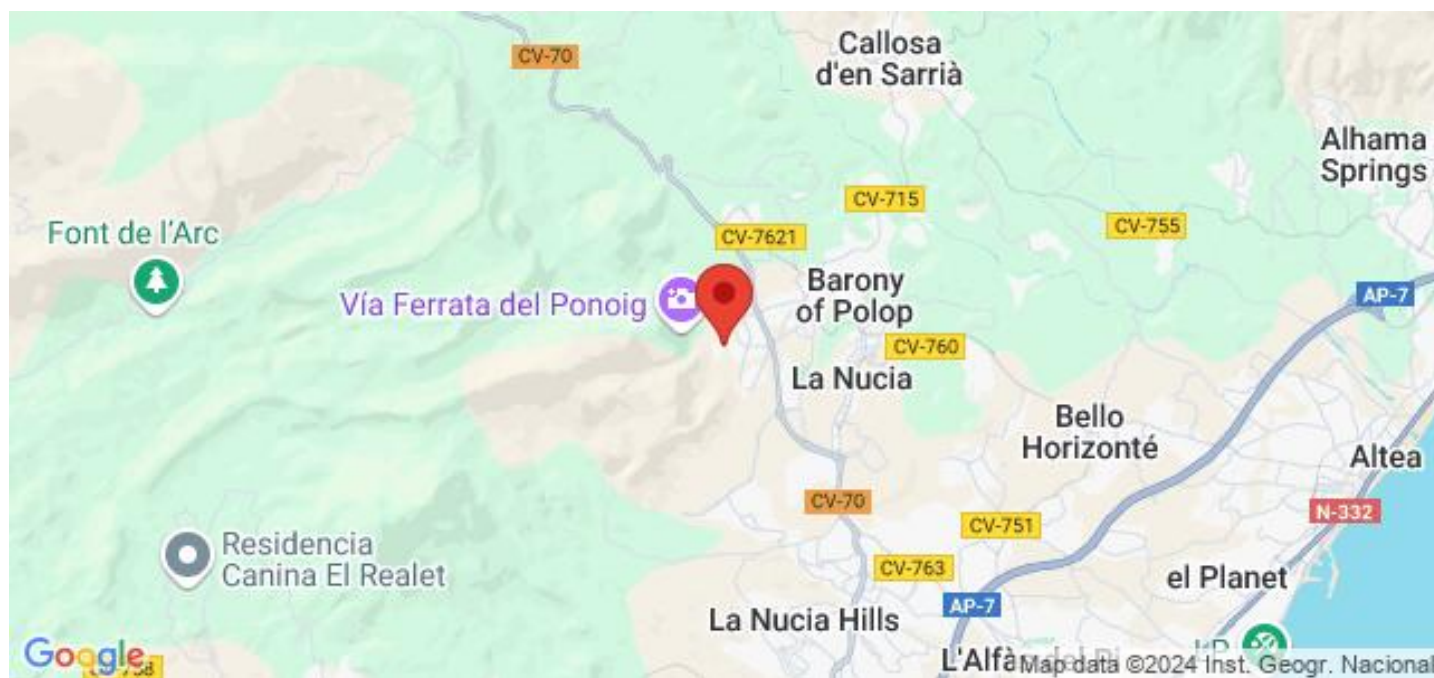 CV-70
Callosa
d'en Sarrià
Alhama
Springs
CV-715
CV-755
Font de l'Arc
CV-7621
Vía Ferrata del Ponoig
Barony
of Polop
AP-7
CV-760
La Nucia
Bello
Horizonté
Altea
CV-70
N-332
CV-751
Residencia
Canina El Realet
CV-763
el Planet
AP-7
La Nucia Hills
Google
L'Alfàs del Pi
Map data ©2024 Inst. Geogr. Nacional